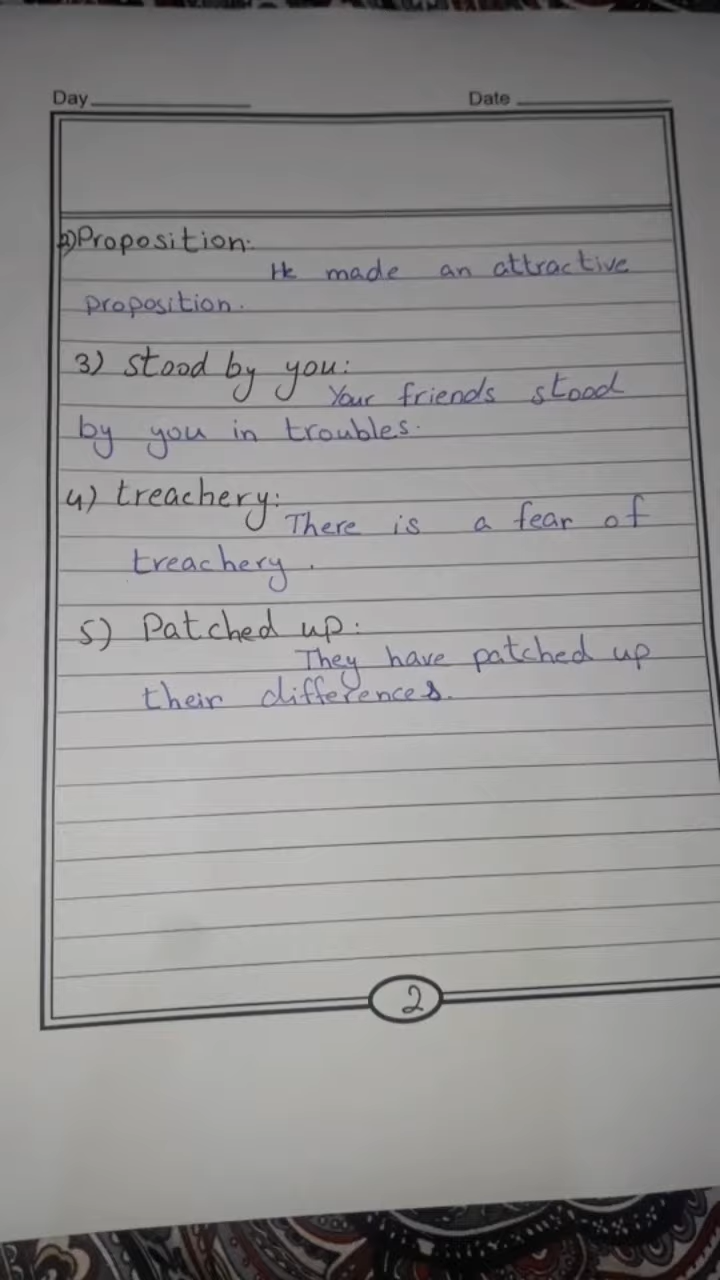 Day
Date
2) Proposition:
He made an attractive
proposition.
3) Stood by you:
Your friends stood
by you in troubles.
4) treachery:
There is a fear of
treachery.
5) Patched up:
They have patched up
their differences.
2